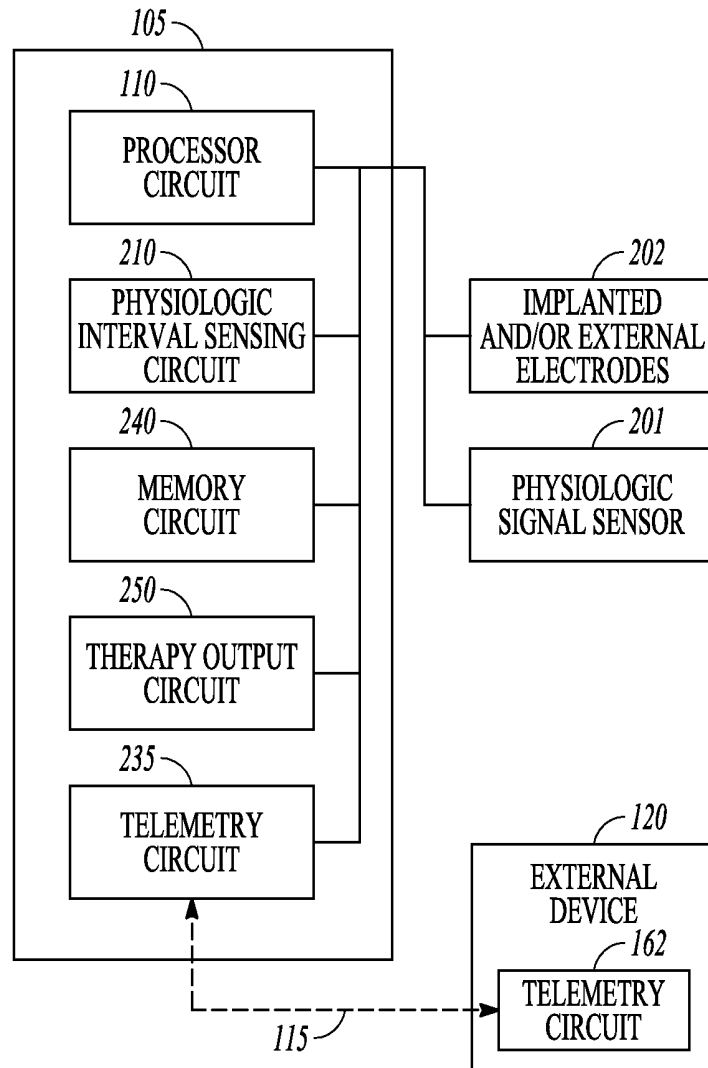 105
110
PROCESSOR
CIRCUIT
210
PHYSIOLOGIC
INTERVAL SENSING
CIRCUIT
240
MEMORY
CIRCUIT
250
THERAPY OUTPUT
CIRCUIT
235
TELEMETRY
CIRCUIT
202
IMPLANTED
AND/OR EXTERNAL
ELECTRODES
201
PHYSIOLOGIC
SIGNAL SENSOR
120
EXTERNAL
DEVICE
162
TELEMETRY
CIRCUIT
115